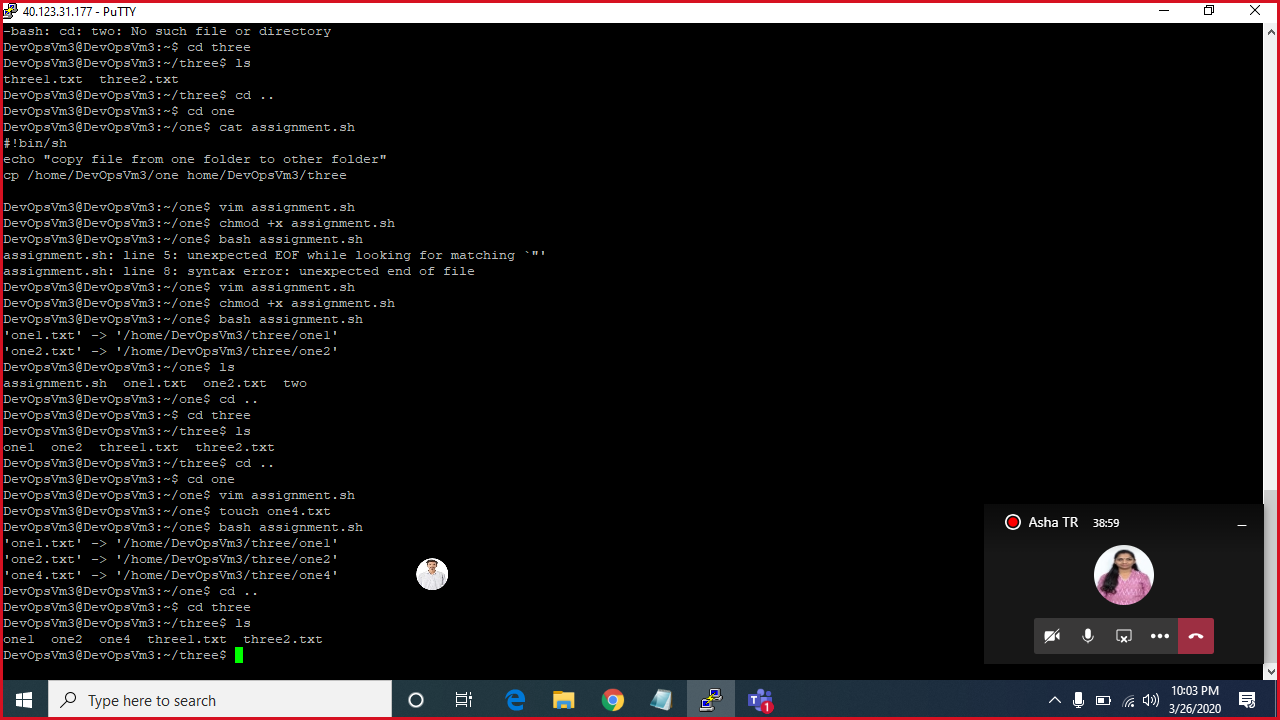 40.123.31.177 - PuTTY
-bash: cd: two: No such file or directory
DevOpsVm3@DevOpsVm3:~$ cd three
DevOpsVm3@DevOpsVm3:~/three$ ls
three1.txt  three2.txt
DevOpsVm3@DevOpsVm3:~/three$ cd ..
DevOpsVm3@DevOpsVm3:~$ cd one
DevOpsVm3@DevOpsVm3:~/one$ cat assignment.sh
#!bin/sh
echo "copy file from one folder to other folder"
cp /home/DevOpsVm3/one home/DevOpsVm3/three
DevOpsVm3@DevOpsVm3:~/one$ vim assignment.sh
DevOpsVm3@DevOpsVm3:~/one$ chmod +x assignment.sh
DevOpsVm3@DevOpsVm3:~/one$ bash assignment.sh
assignment.sh: line 5: unexpected EOF while looking for matching `"'
assignment.sh: line 8: syntax error: unexpected end of file
DevOpsVm3@DevOpsVm3:~/one$ vim assignment.sh
DevOpsVm3@DevOpsVm3:~/one$ chmod +x assignment.sh
DevOpsVm3@DevOpsVm3:~/one$ bash assignment.sh
'one1.txt' -> '/home/DevOpsVm3/three/one1'
'one2.txt' -> '/home/DevOpsVm3/three/one2'
DevOpsVm3@DevOpsVm3:~/one$ ls
assignment.sh  one1.txt  one2.txt  two
DevOpsVm3@DevOpsVm3:~/one$ cd ..
DevOpsVm3@DevOpsVm3:~$ cd three
DevOpsVm3@DevOpsVm3:~/three$ ls
one1  one2  three1.txt  three2.txt
DevOpsVm3@DevOpsVm3:~/three$ cd ..
DevOpsVm3@DevOpsVm3:~$ cd one
DevOpsVm3@DevOpsVm3:~/one$ vim assignment.sh
DevOpsVm3@DevOpsVm3:~/one$ touch one4.txt
DevOpsVm3@DevOpsVm3:~/one$ bash assignment.sh
'one1.txt' -> '/home/DevOpsVm3/three/one1'
'one2.txt' -> '/home/DevOpsVm3/three/one2'
'one4.txt' -> '/home/DevOpsVm3/three/one4'
DevOpsVm3@DevOpsVm3:~/one$ cd ..
DevOpsVm3@DevOpsVm3:~$ cd three
DevOpsVm3@DevOpsVm3:~/three$ ls
one1  one2  one4  three1.txt  three2.txt
DevOpsVm3@DevOpsVm3:~/three$
Asha TR 38:59
Type here to search
1
10:03 PM
3/26/2020